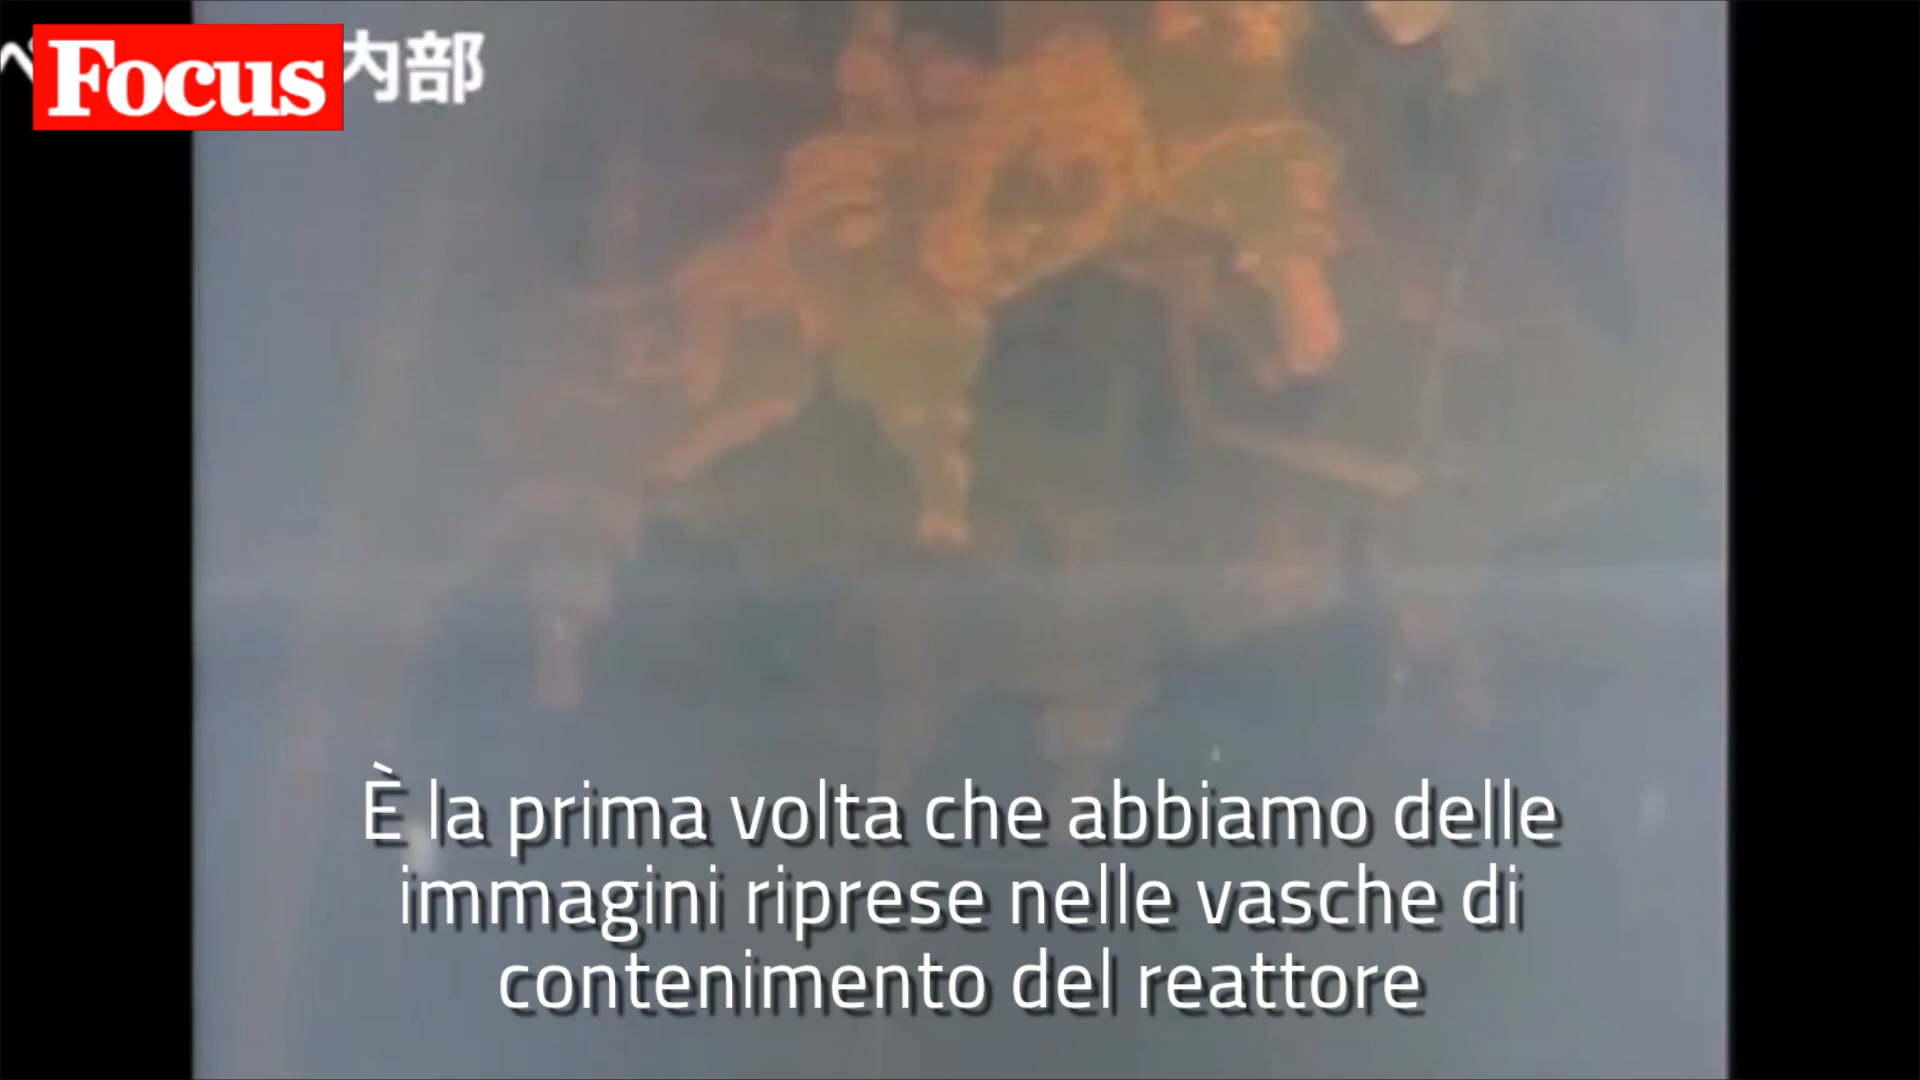 Focus
内部
È la prima volta che abbiamo delle
immagini riprese nelle vasche di
contenimento del reattore